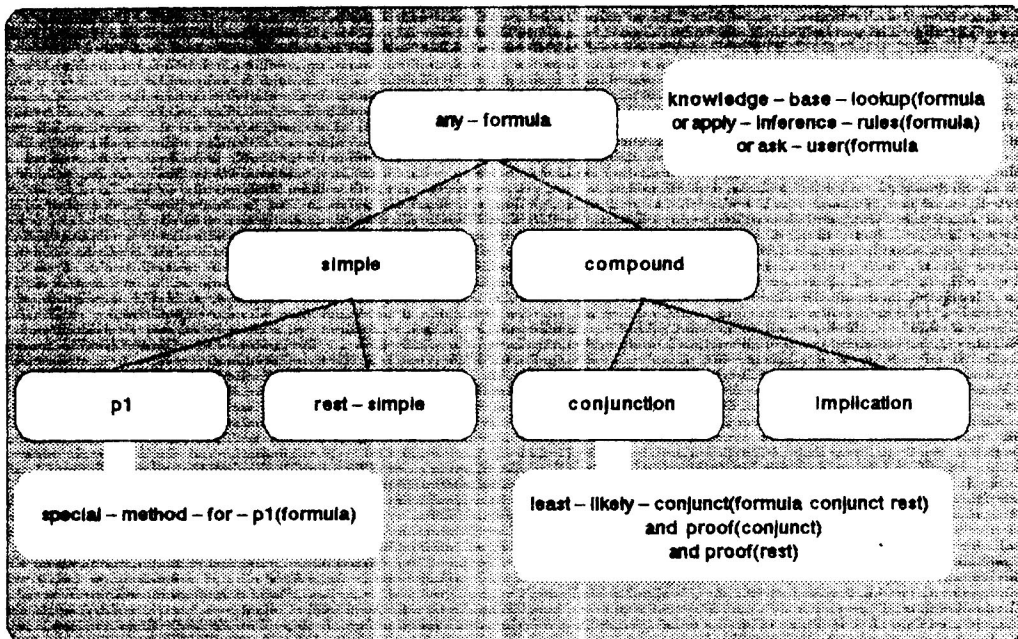 any – formula
knowledge – base – lookup(formula
or apply – inference – rules(formula)
or ask – user(formula
simple
compound
p1
rest – simple
conjunction
implication
special – method – for – p1(formula)
least – likely – conjunct(formula conjunct rest)
and proof(conjunct)
and proof(rest)